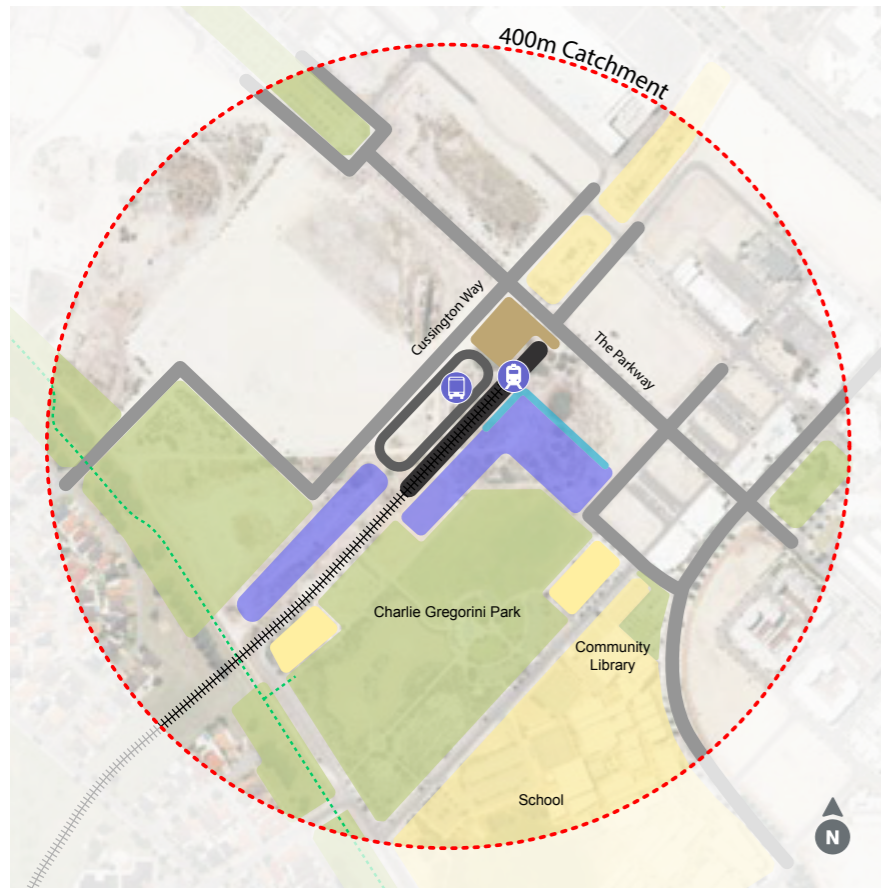 400m Catchment
Cussington Way
The Parkway
Charlie Gregorini Park
Community
Library
School
N